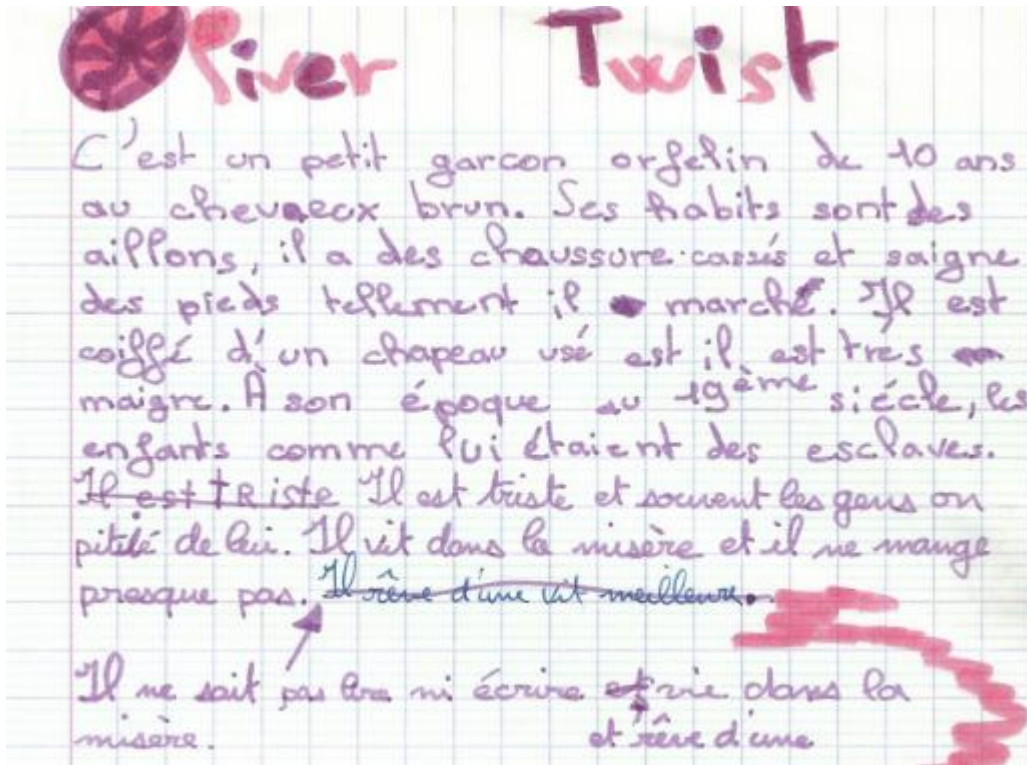 Oliver Twist
C'est un petit garcon orfelin de 10 ans
au cheveux brun. Ses habits sont des
aillons, il a des chaussure cassés et saigne
des pieds tellement il marche. Il est
coiffé d'un chapeau usé est il est très
maigre. À son époque au 19ème siécle, les
enfants comme lui étaient des esclaves.
Il est triste Il est triste et souvent les gens on
pitié de lui. Il vit dans la misère et il ne mange
presque pas. Il rêve d'une vit meilleure.
Il ne sait pas lire ni écrire et vie dans la
misère. et rêve d'une